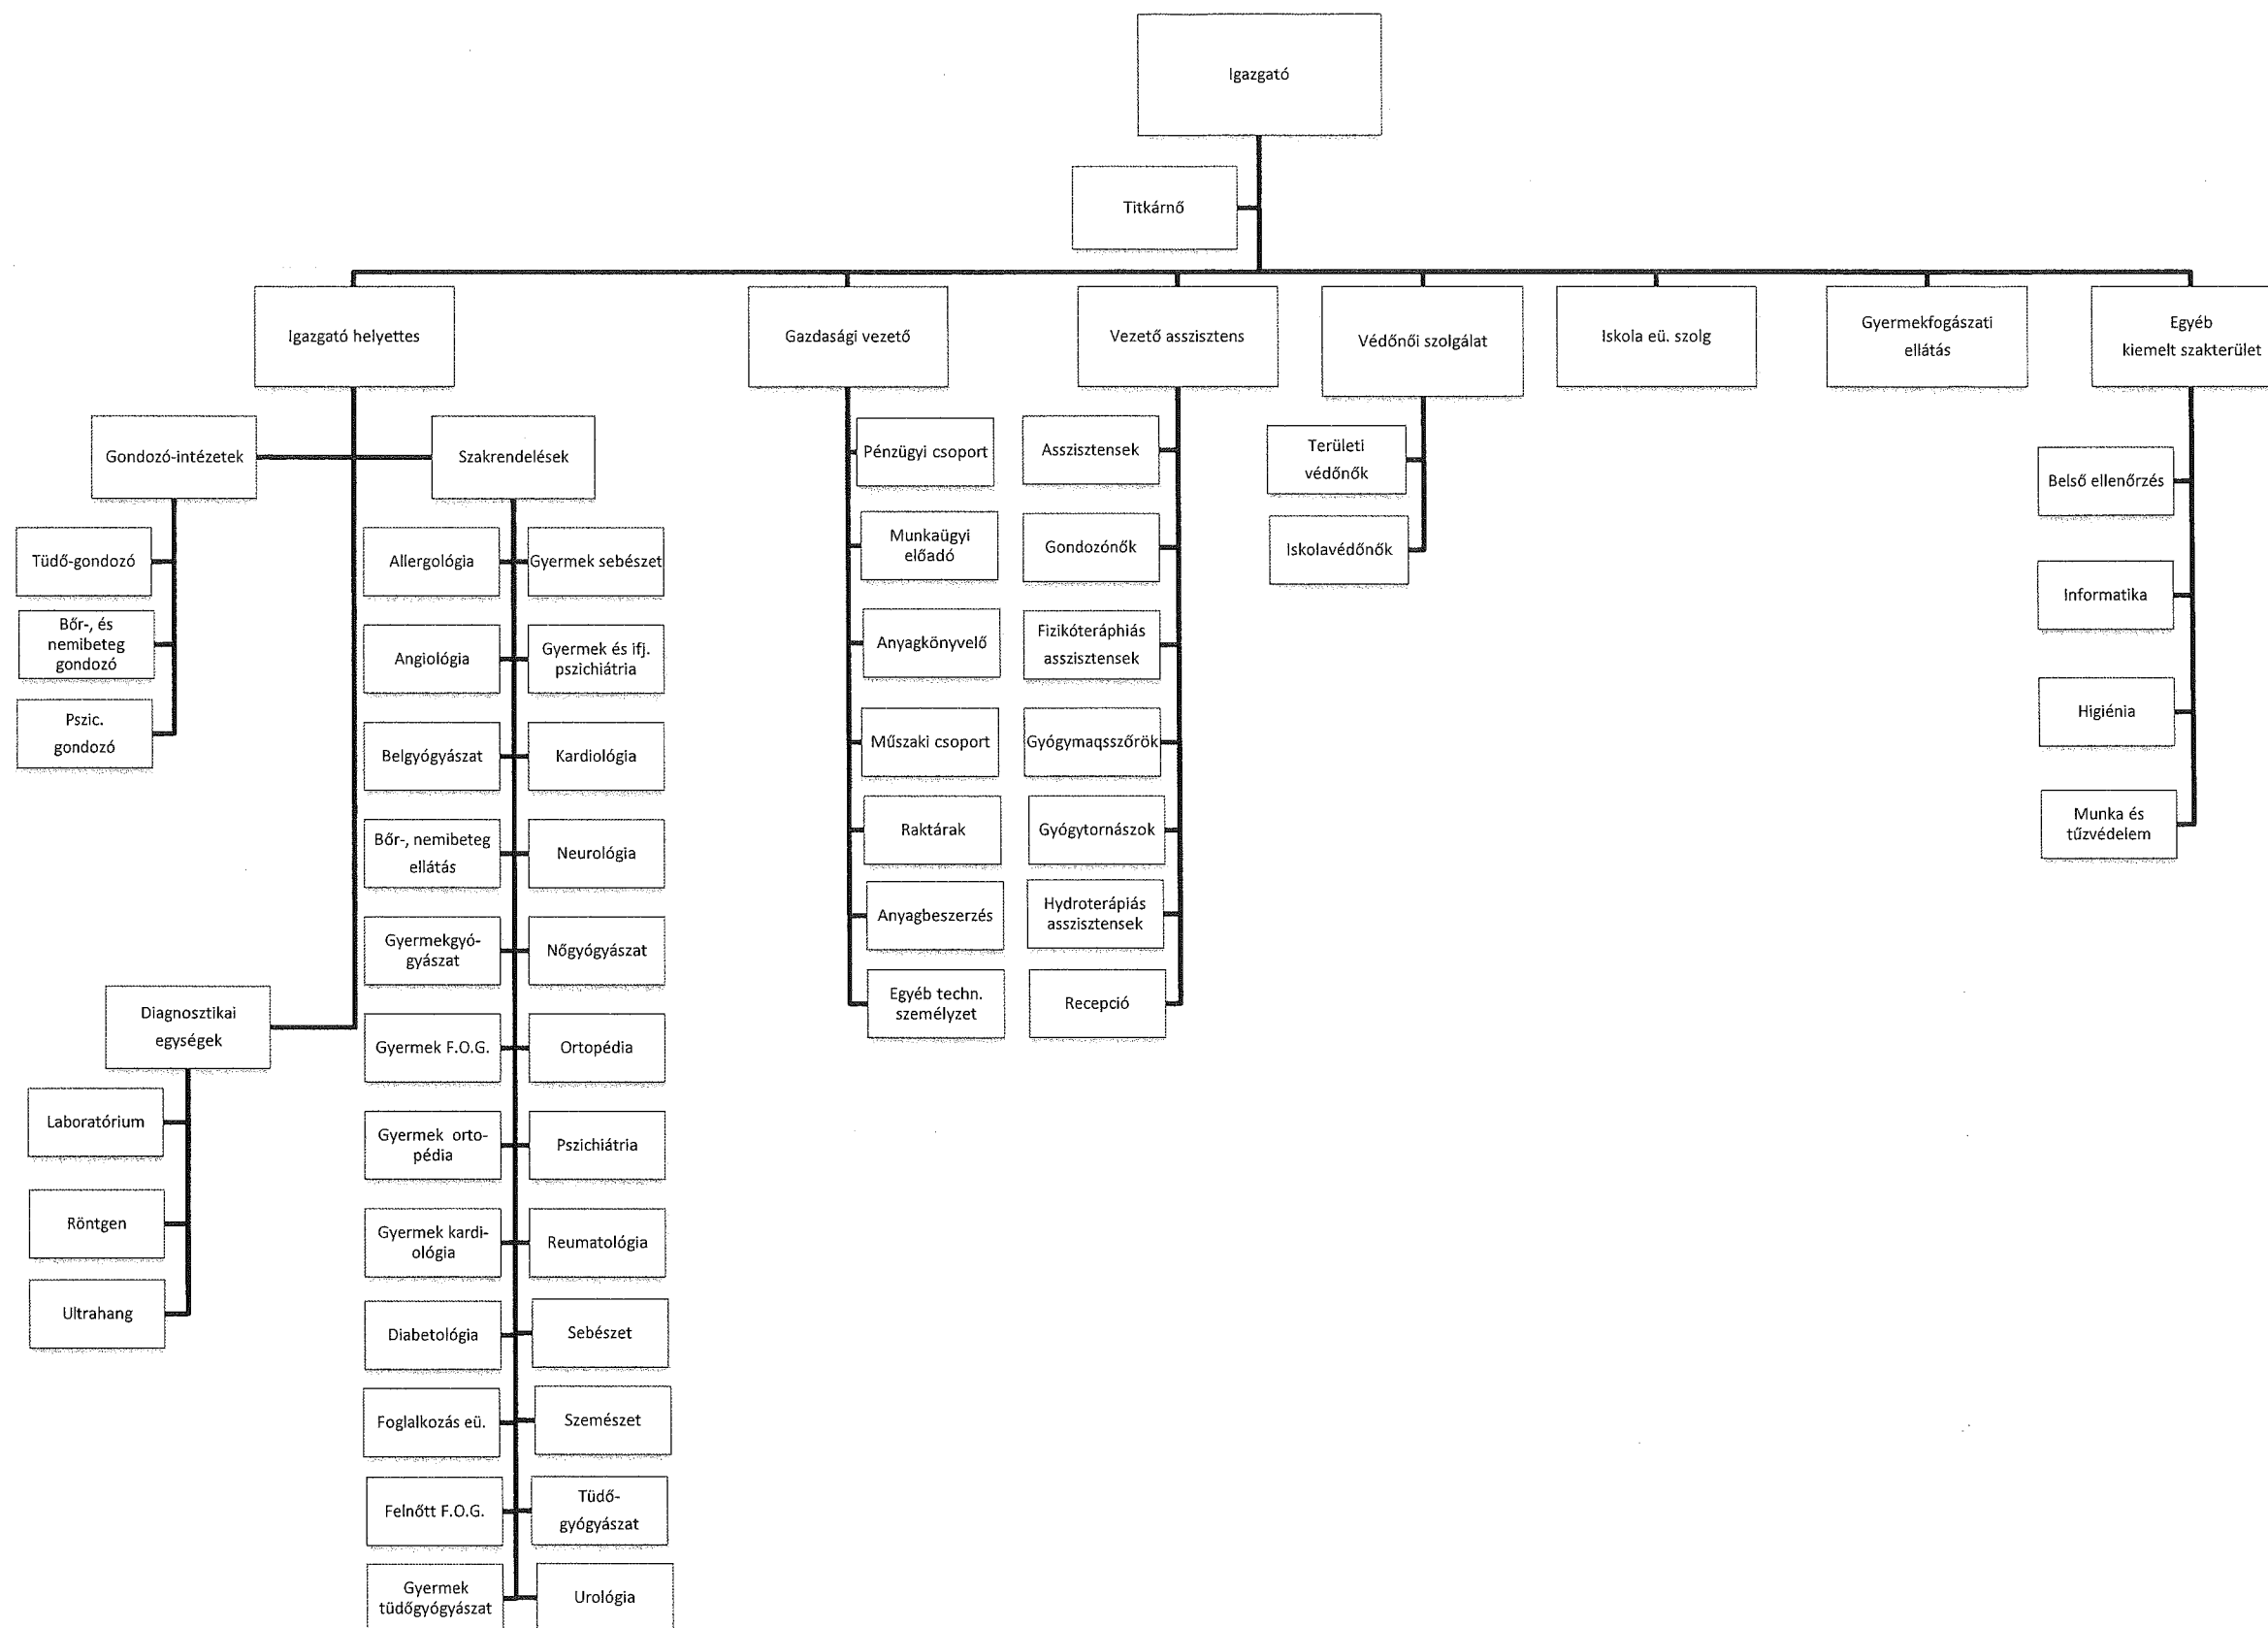 Igazgató
Titkárnő
Igazgató helyettes
Gazdasági vezető
Vezető asszisztens
Védőnői szolgálat
Iskola eü. szolg
Gyermekfogászati
ellátás
Egyéb
kiemelt szakterület
Gondozó-intézetek
Szakrendelések
Tüdő-gondozó
Bőr-, és
nemibeteg
gondozó
Pszic.
gondozó
Diagnosztikai
egységek
Laboratórium
Röntgen
Ultrahang
Allergológia
Gyermek sebészet
Angiológia
Gyermek és ifj.
pszichiátria
Belgyógyászat
Kardiológia
Bőr-, nemibeteg
ellátás
Neurológia
Gyermekgyó-
gyászat
Nőgyógyászat
Gyermek F.O.G.
Ortopédia
Gyermek orto-
pédia
Pszichiátria
Gyermek kardi-
ológia
Reumatológia
Diabetológia
Sebészet
Foglalkozás eü.
Szemészet
Felnőtt F.O.G.
Tüdő-
gyógyászat
Gyermek
tüdőgyógyászat
Urológia
Pénzügyi csoport
Munkaügyi
előadó
Anyagkönyvelő
Műszaki csoport
Raktárak
Anyagbeszerzés
Egyéb techn.
személyzet
Asszisztensek
Gondozónők
Fizikóteráphiás
asszisztensek
Gyógymaqsszőrök
Gyógytornászok
Hydroterápiás
asszisztensek
Recepció
Területi
védőnők
Iskolavédőnők
Belső ellenőrzés
Informatika
Higiénia
Munka és
tűzvédelem